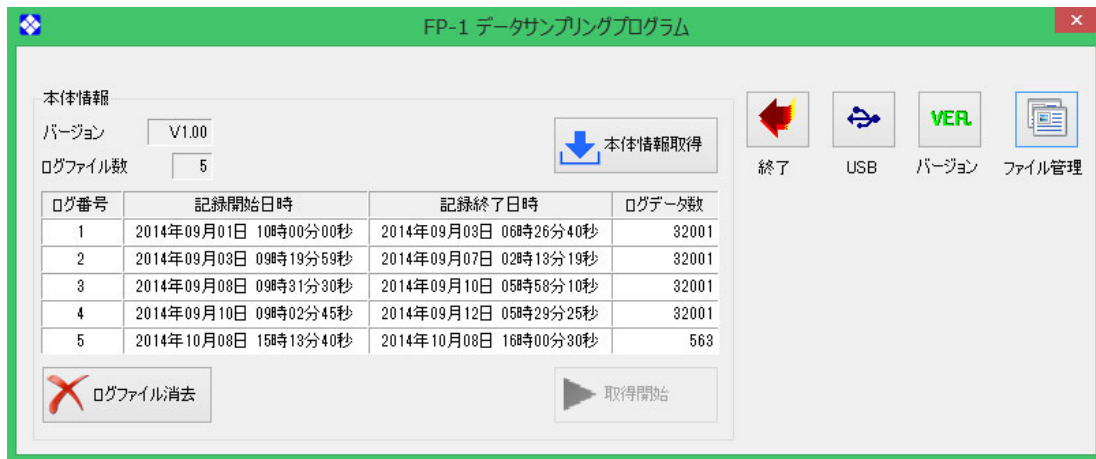 FP-1 データサンプリングプログラム
本体情報
バージョン V1.00
ログファイル数 5
本体情報取得
VER.
終了 USB バージョン ファイル管理
ログ番号 記録開始日時 記録終了日時 ログデータ数
1 2014年09月01日 10時00分00秒 2014年09月03日 06時26分40秒 32001
2 2014年09月03日 09時19分59秒 2014年09月07日 02時13分19秒 32001
3 2014年09月08日 09時31分30秒 2014年09月10日 05時58分10秒 32001
4 2014年09月10日 09時02分45秒 2014年09月12日 05時29分25秒 32001
5 2014年10月08日 15時13分40秒 2014年10月08日 16時00分30秒 563
ログファイル消去
取得開始